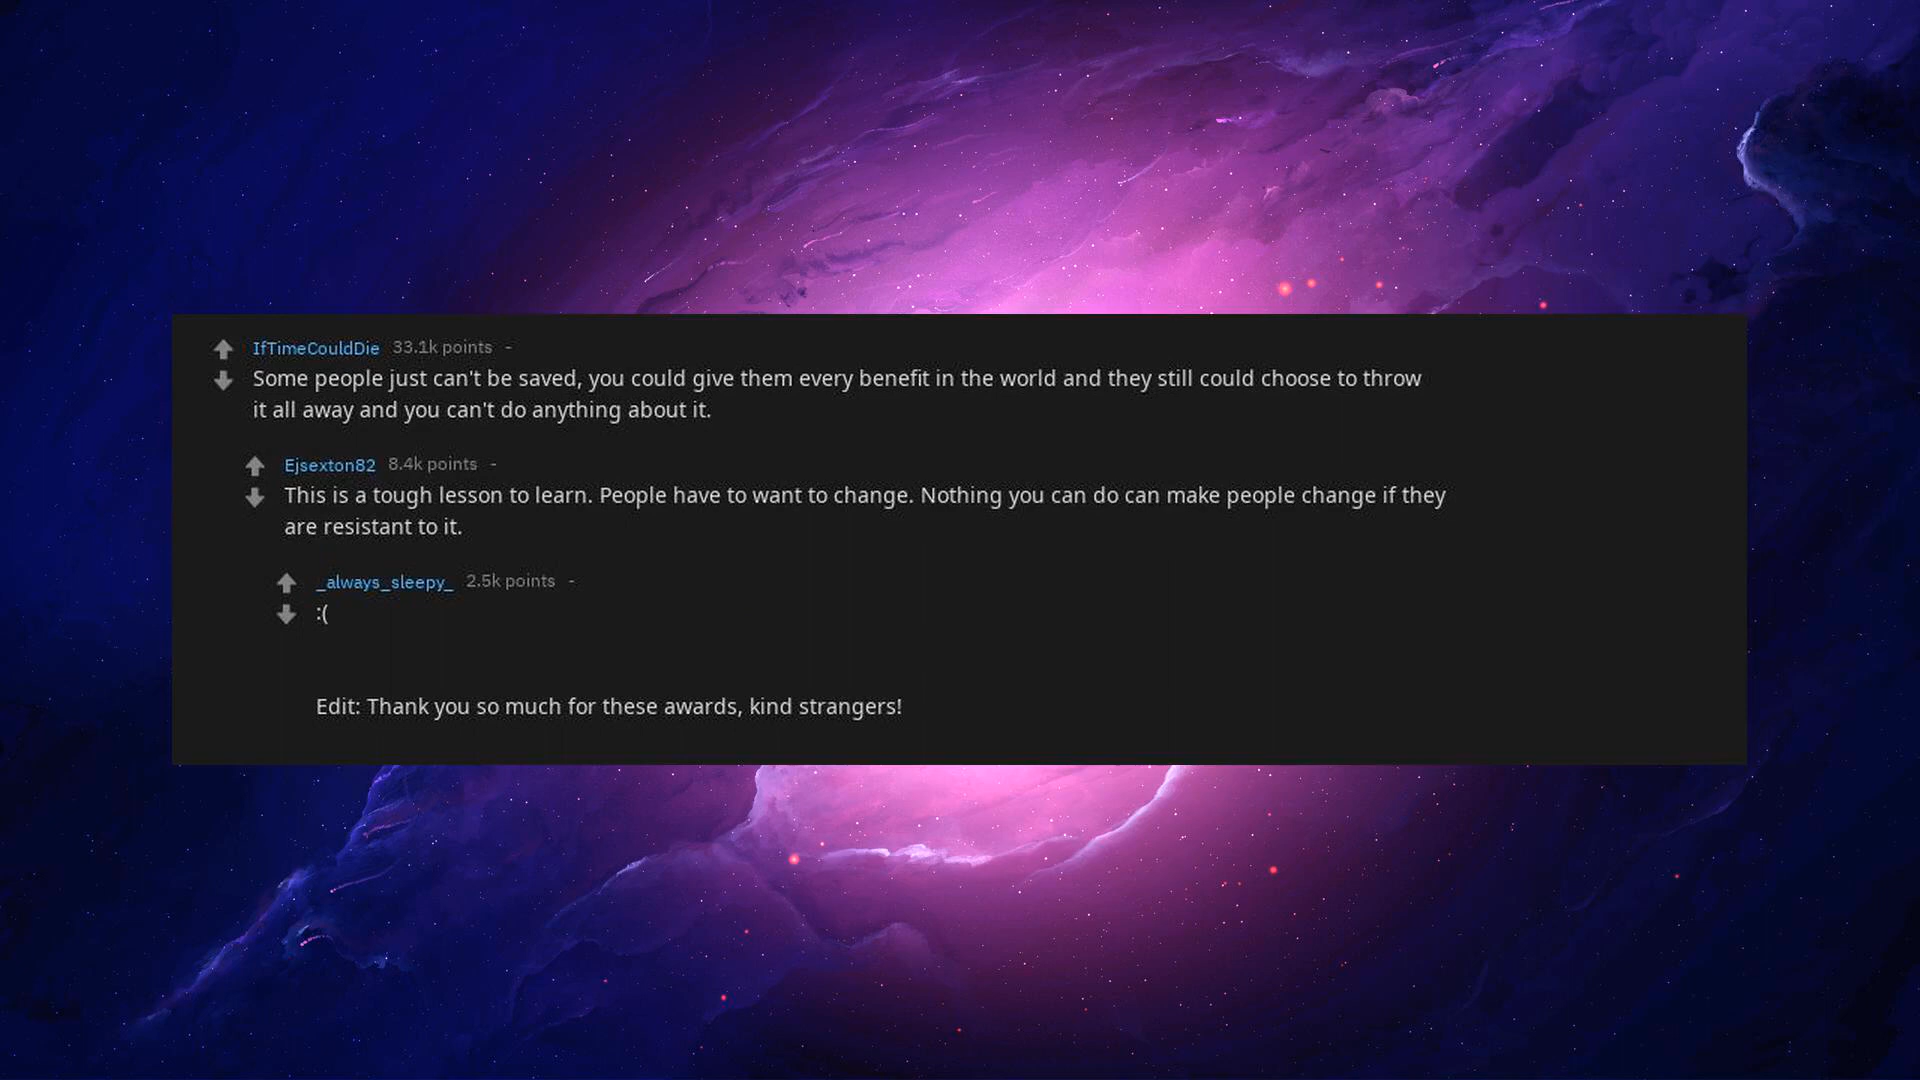 IfTimeCouldDie 33.1k points -
Some people just can't be saved, you could give them every benefit in the world and they still could choose to throw
it all away and you can't do anything about it.
Ejsexton82 8.4k points -
This is a tough lesson to learn. People have to want to change. Nothing you can do can make people change if they
are resistant to it.
_always_sleepy_ 2.5k points -
:(
Edit: Thank you so much for these awards, kind strangers!